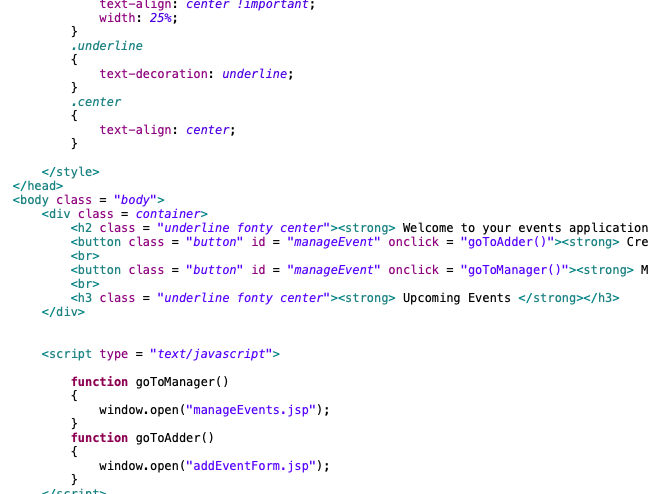 text-align: center !important;
width: 25%;
}
.underline
{
text-decoration: underline;
}
.center
{
text-align: center;
}
</style>
</head>
<body class = "body">
<div class = container>
<h2 class = "underline fonty center"><strong> Welcome to your events application
<button class = "button" id = "manageEvent" onclick = "goToAdder()"><strong> Cre
<br>
<button class = "button" id = "manageEvent" onclick = "goToManager()"><strong> M
<br>
<h3 class = "underline fonty center"><strong> Upcoming Events </strong></h3>
</div>
<script type = "text/javascript">
function goToManager()
{
window.open("manageEvents.jsp");
}
function goToAdder()
{
window.open("addEventForm.jsp");
}
</script>